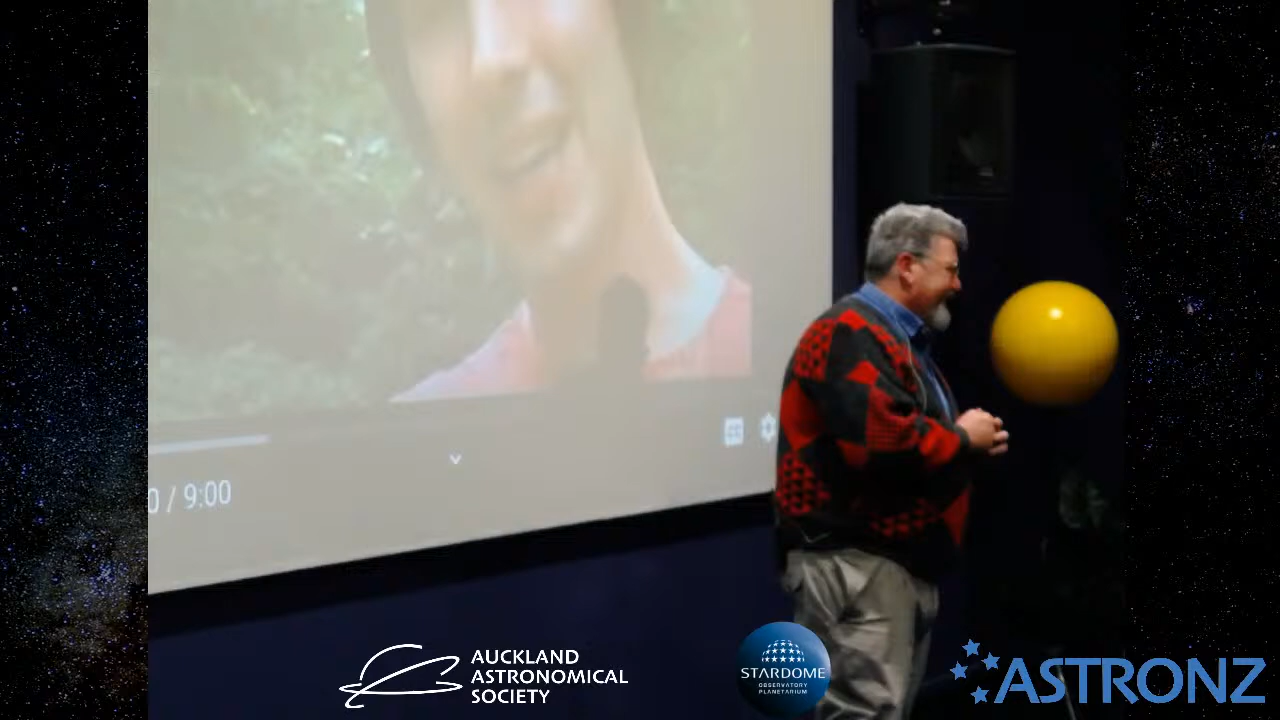 0 / 9:00
AUCKLAND
ASTRONOMICAL
SOCIETY
STARDOME
OBSERVATORY
PLANETARIUM
ASTRONZ